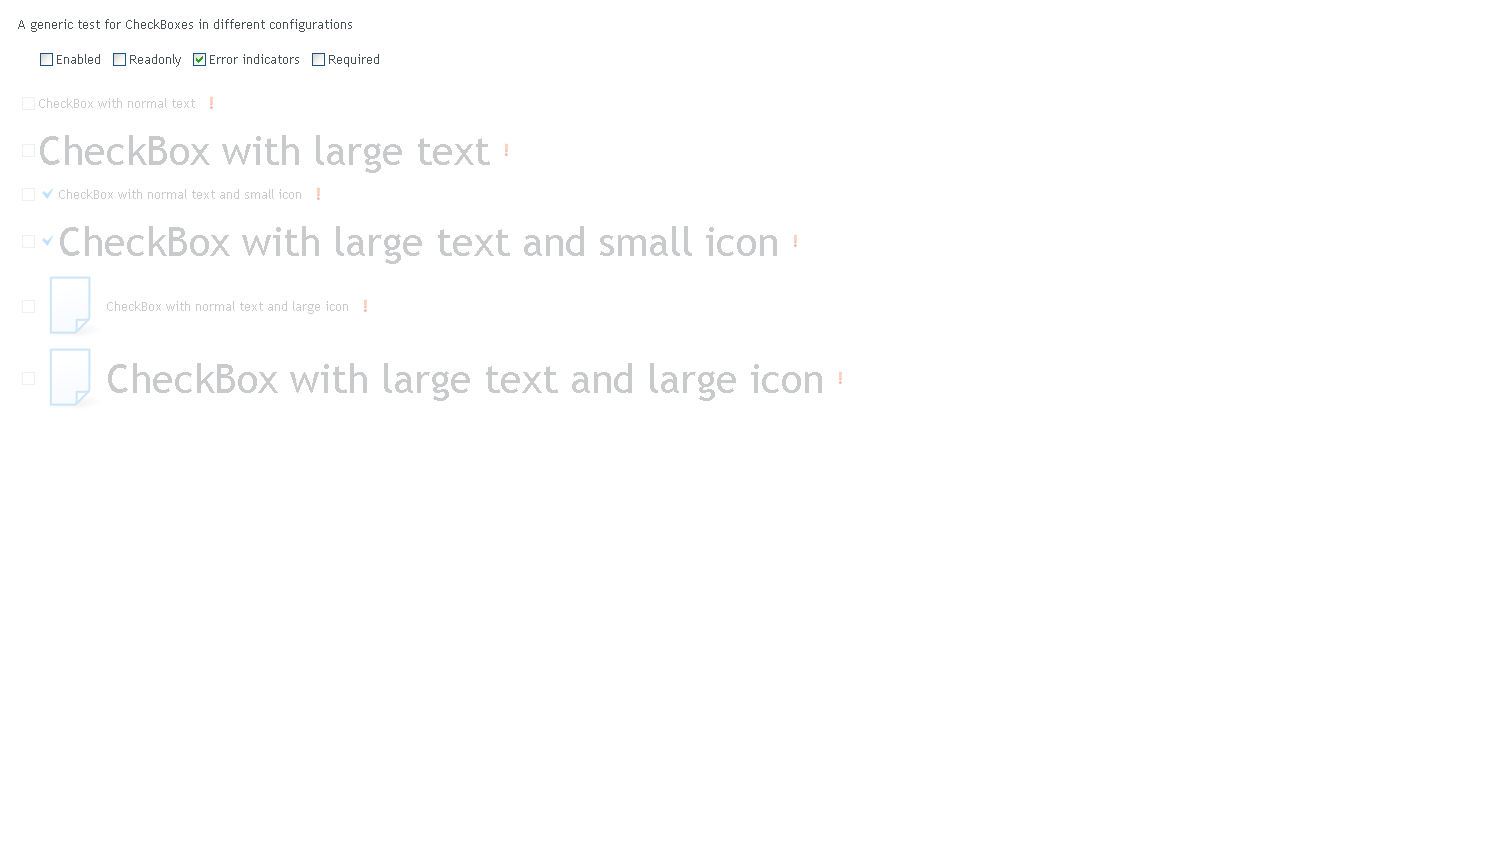 A generic test for CheckBoxes in different configurations
Enabled Readonly Error indicators Required
CheckBox with normal text
CheckBox with large text
CheckBox with normal text and small icon
CheckBox with large text and small icon
CheckBox with normal text and large icon
CheckBox with large text and large icon